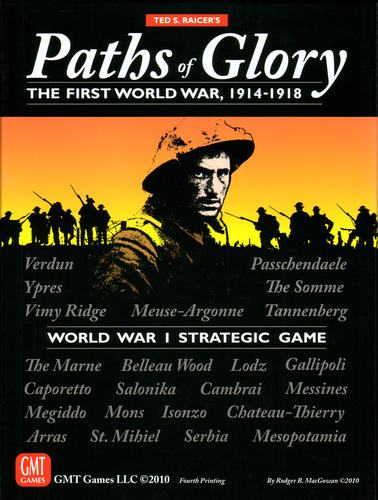 TED S. RAICER'S
Paths of Glory
THE FIRST WORLD WAR, 1914-1918
Verdun Passchendaele
Ypres The Somme
Vimy Ridge Meuse-Argonne Tannenberg
WORLD WAR I STRATEGIC GAME
The Marne Belleau Wood Lodz Gallipoli
Caporetto Salonika Cambrai Messines
Megiddo Mons Isonzo Chateau-Thierry
Arras St. Mihiel Serbia Mesopotamia
GMT
GAMES
GMT Games LLC ©2010 Fourth Printing By Rodger B. MacGowan ©2010